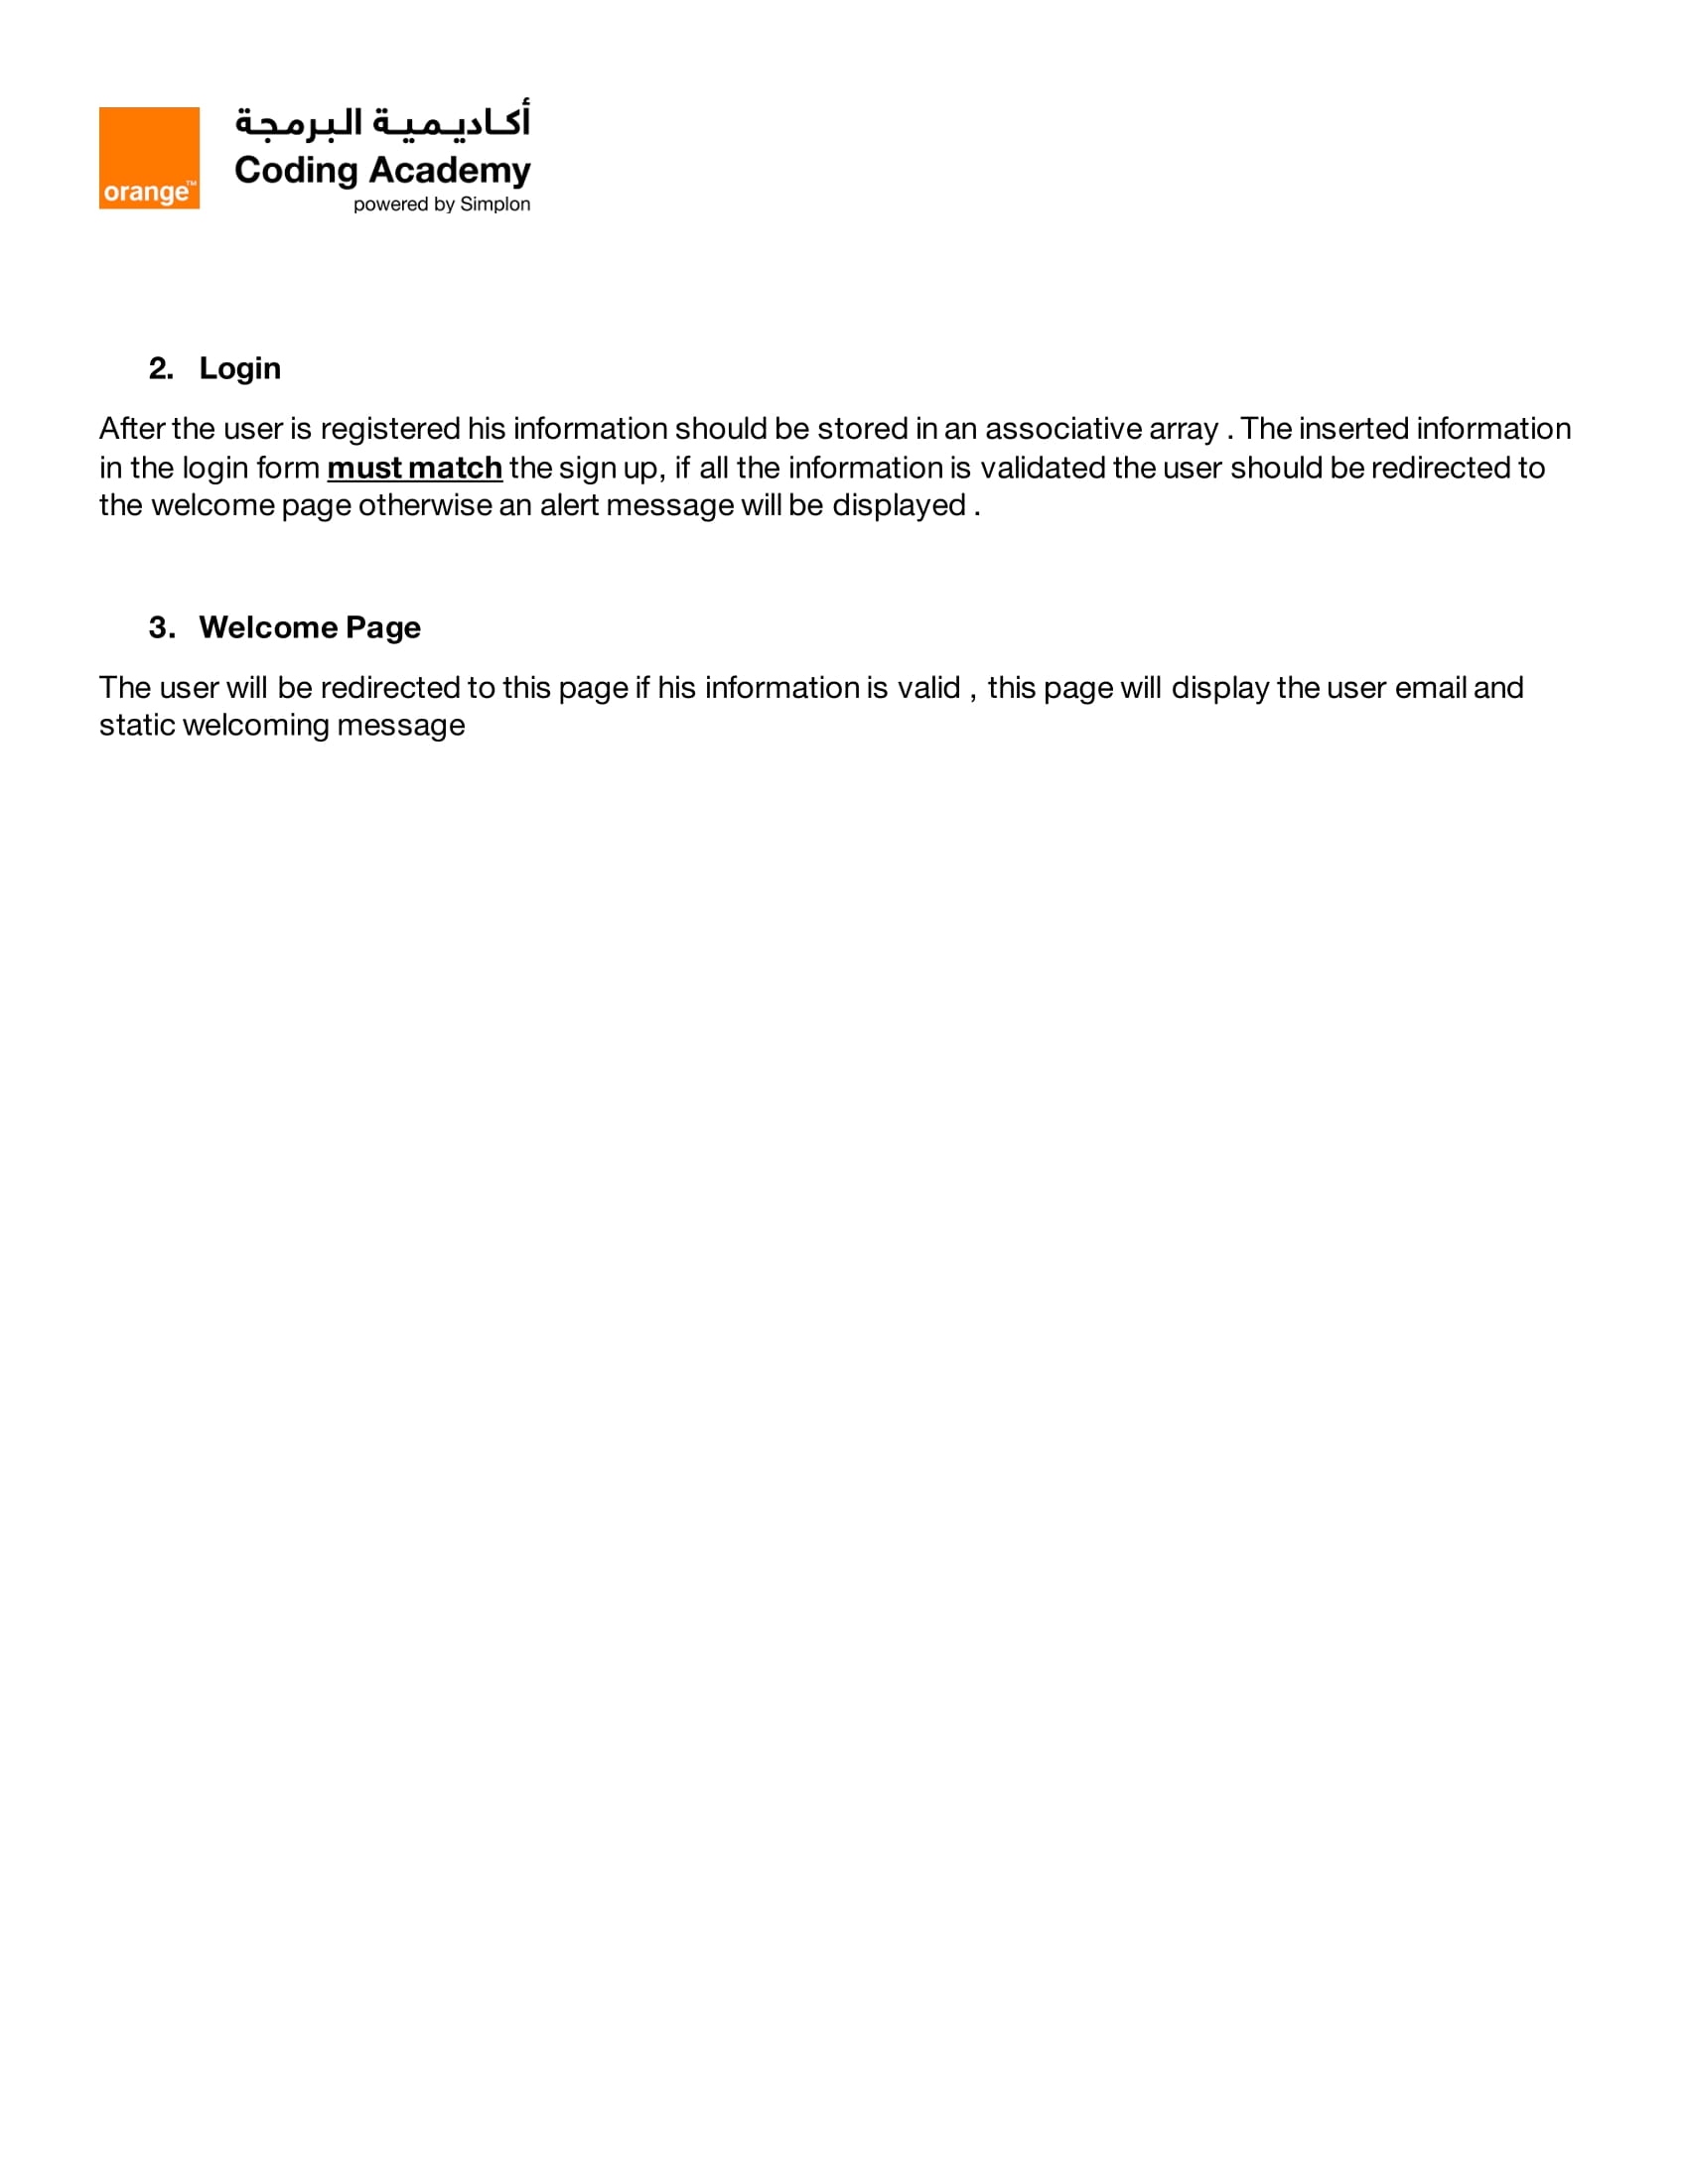 أكاديمية البرمجة
Coding Academy
powered by Simplon
orange™
2. Login
After the user is registered his information should be stored in an associative array . The inserted information
in the login form must match the sign up, if all the information is validated the user should be redirected to
the welcome page otherwise an alert message will be displayed .
3. Welcome Page
The user will be redirected to this page if his information is valid , this page will display the user email and
static welcoming message